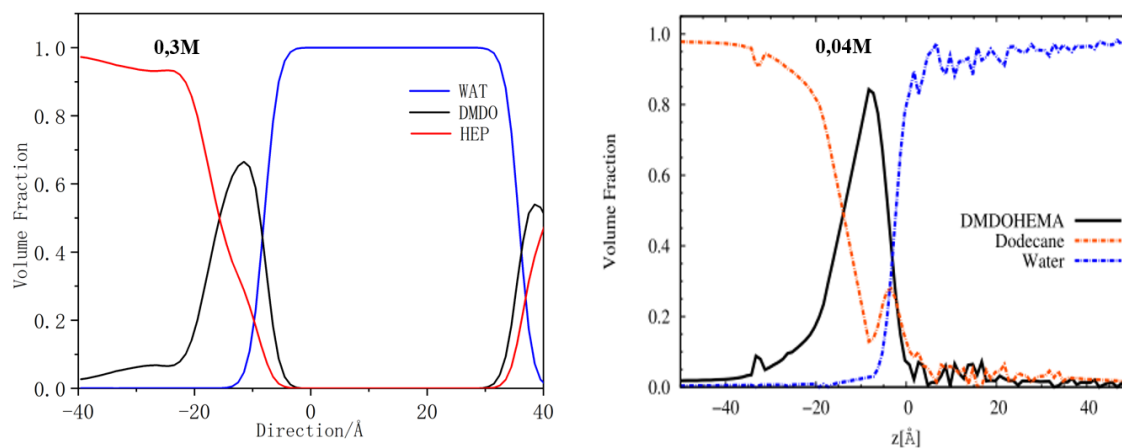 0,3M
WAT
DMDO
HEP
Volume Fraction
1.0
0.8
0.6
0.4
0.2
0.0
-40
-20
0
20
40
Direction/Å
0,04M
DMDOHEMA
Dodecane
Water
Volume Fraction
1.0
0.8
0.6
0.4
0.2
0.0
-40
-20
0
20
40
z[Å]